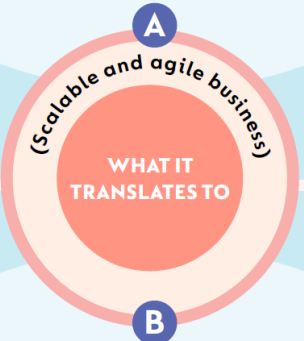 A
(Scalable and agile business)
WHAT IT
TRANSLATES TO
B